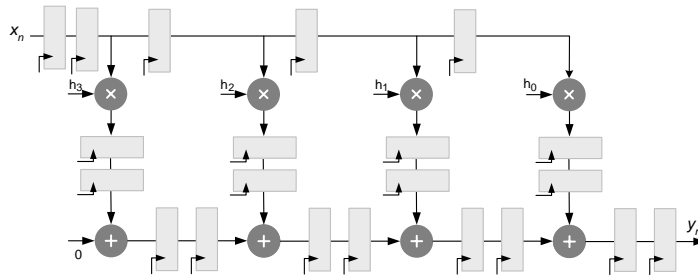 xₙ
h₃
h₂
h₁
h₀
×
×
×
×
0
+
+
+
+
yₙ